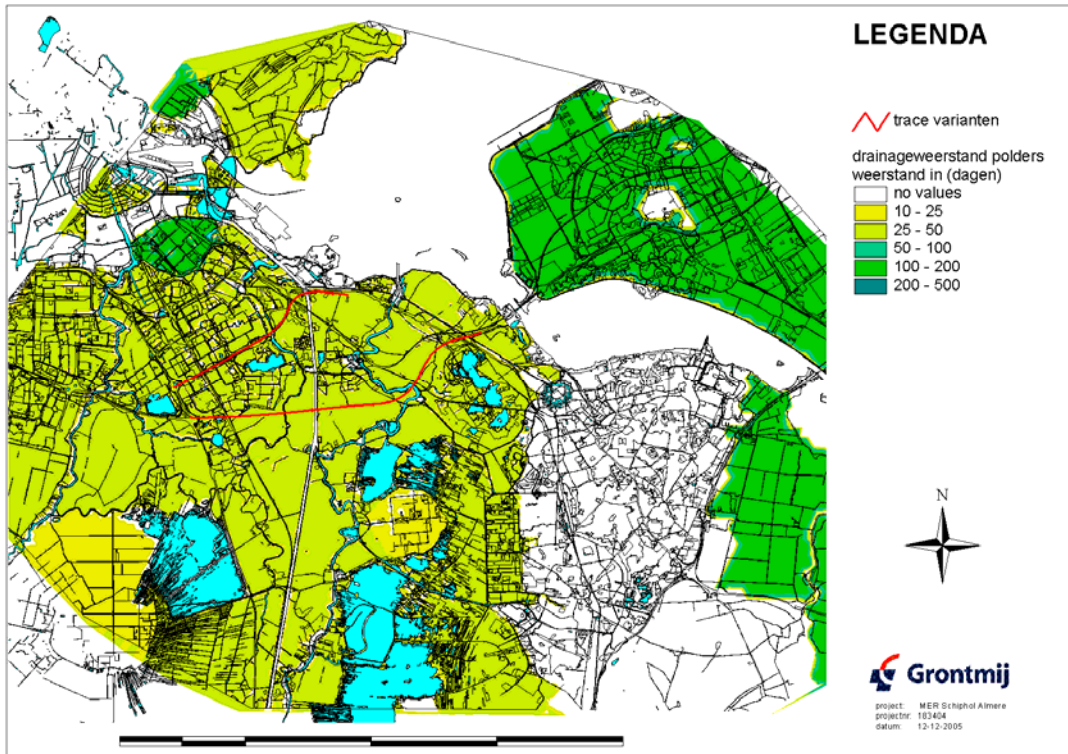 LEGENDA
trace varianten
drainageweerstand polders
weerstand in (dagen)
no values
10 - 25
25 - 50
50 - 100
100 - 200
200 - 500
N
Grontmij
project: MER Schiphol Almere
projectnr: 183404
datum: 12-12-2005